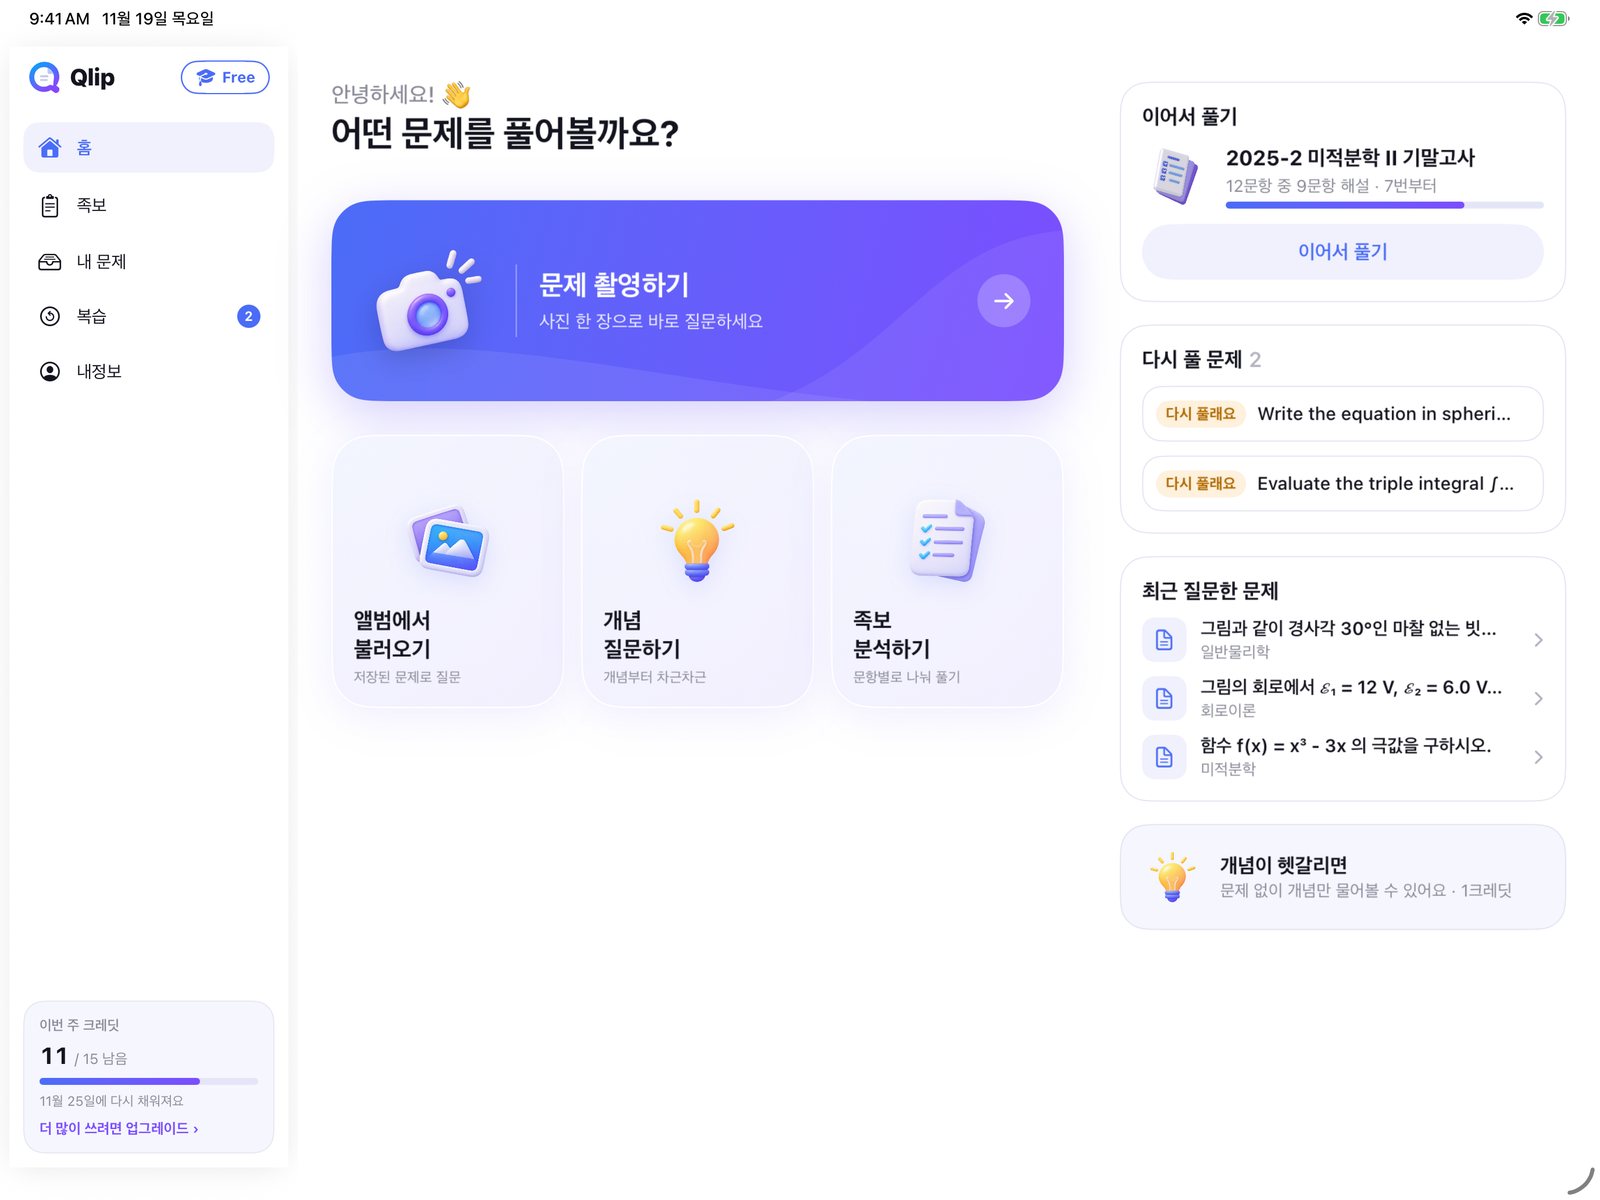 9:41 AM 11월 19일 목요일
Qlip
Free
홈
족보
내 문제
복습 2
내정보
이번 주 크레딧
11 / 15 남음
11월 25일에 다시 채워져요
더 많이 쓰려면 업그레이드 ›
안녕하세요! 👋
어떤 문제를 풀어볼까요?
문제 촬영하기
사진 한 장으로 바로 질문하세요
앨범에서
불러오기
저장된 문제로 질문
개념
질문하기
개념부터 차근차근
족보
분석하기
문항별로 나눠 풀기
이어서 풀기
2025-2 미적분학 II 기말고사
12문항 중 9문항 해설 · 7번부터
이어서 풀기
다시 풀 문제 2
다시 풀래요 Write the equation in spheri...
다시 풀래요 Evaluate the triple integral ∫...
최근 질문한 문제
그림과 같이 경사각 30°인 마찰 없는 빗...
일반물리학
그림의 회로에서 ℰ₁ = 12 V, ℰ₂ = 6.0 V...
회로이론
함수 f(x) = x³ - 3x 의 극값을 구하시오.
미적분학
개념이 헷갈리면
문제 없이 개념만 물어볼 수 있어요 · 1크레딧